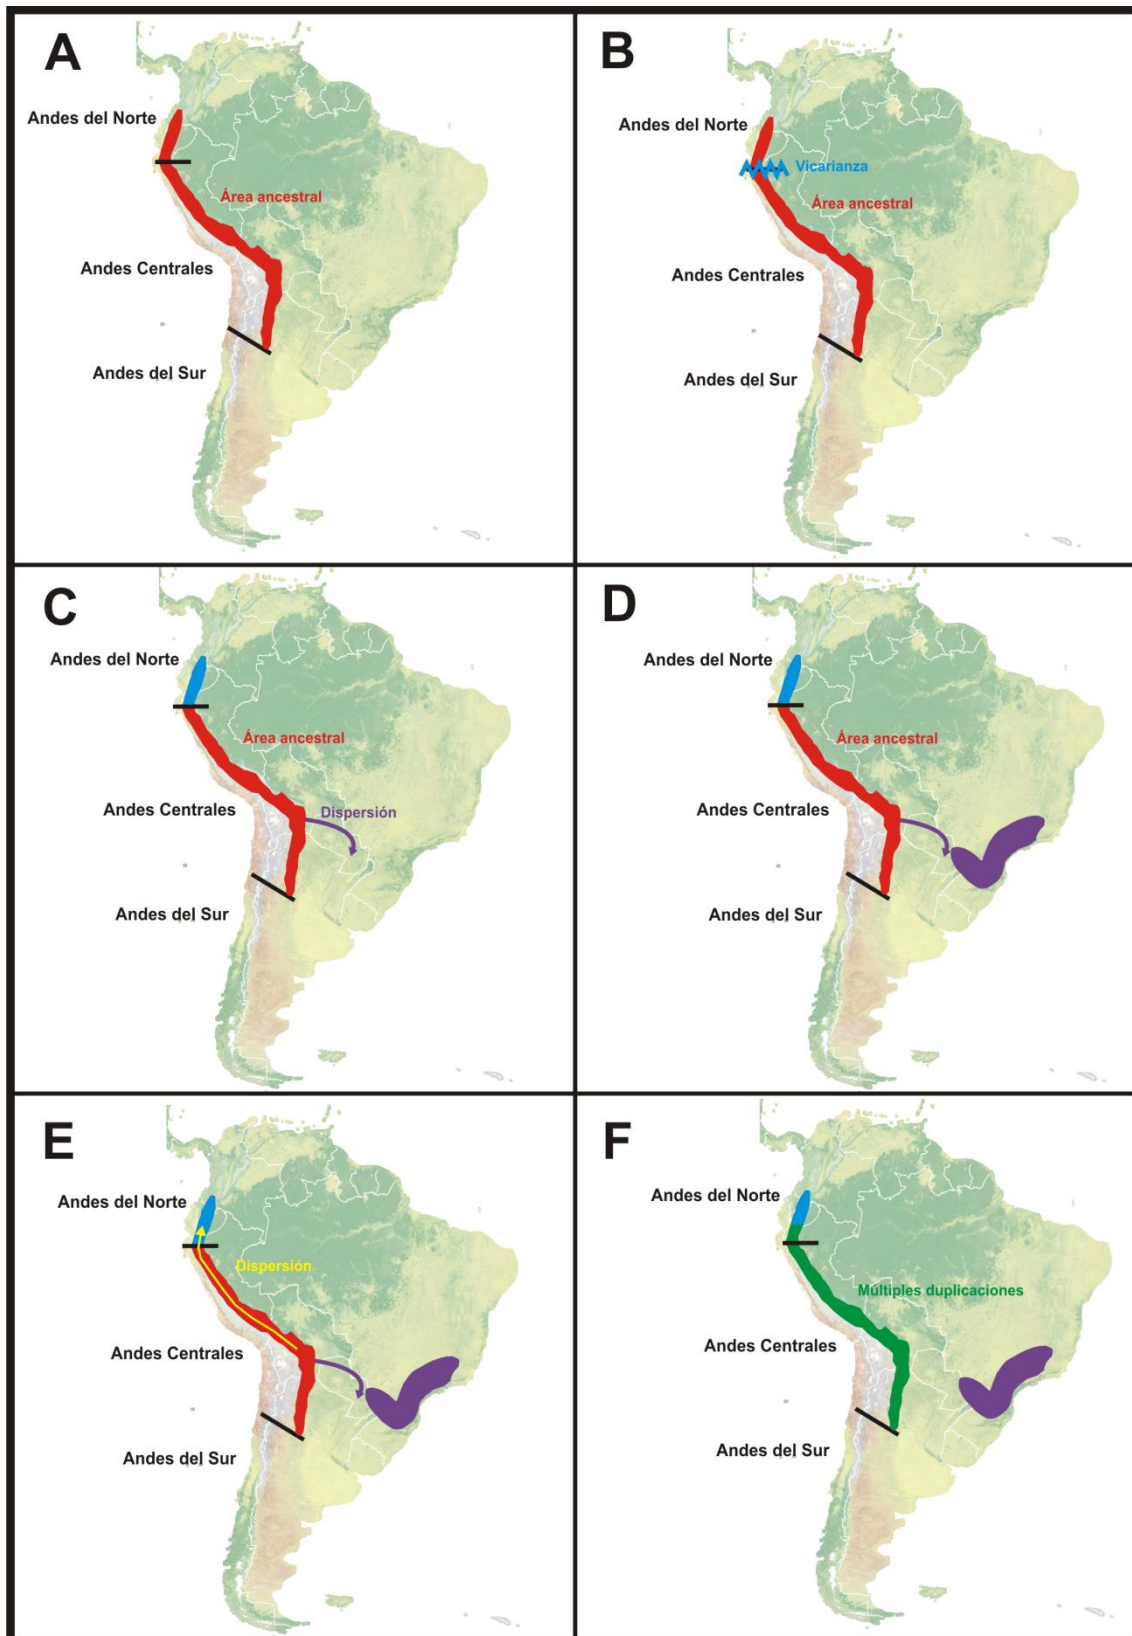 A
Andes del Norte
Área ancestral
Andes Centrales
Andes del Sur
B
Andes del Norte
Vicarianza
Área ancestral
Andes Centrales
Andes del Sur
C
Andes del Norte
Área ancestral
Andes Centrales
Dispersión
Andes del Sur
D
Andes del Norte
Área ancestral
Andes Centrales
Andes del Sur
E
Andes del Norte
Dispersión
Andes Centrales
Andes del Sur
F
Andes del Norte
Múltiples duplicaciones
Andes Centrales
Andes del Sur